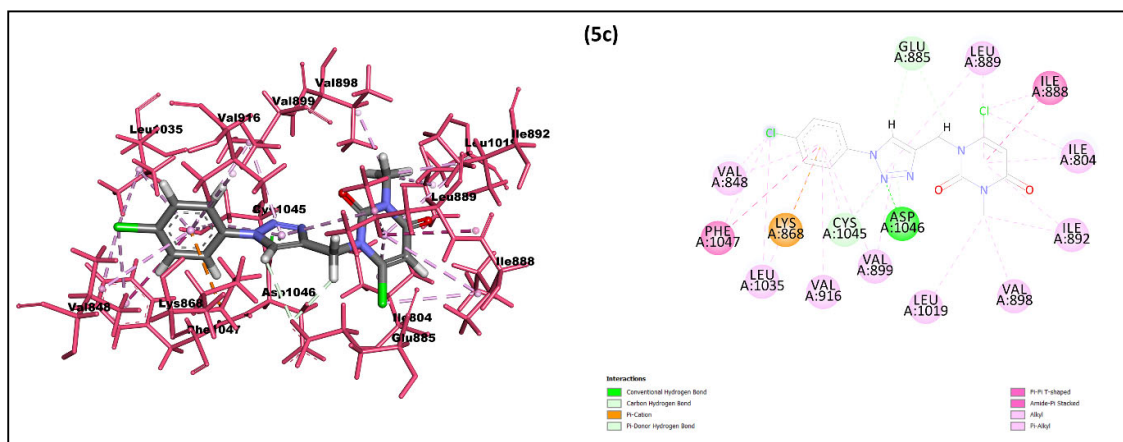 (5c)
Val898
Val899
Val916
Leu1035
Ile892
Leu1019
Leu889
Cys1045
Ile888
Asp1046
Val848
Lys868
Phe1047
Ile804
Glu885
GLU
A:885
LEU
A:889
ILE
A:888
Cl
Cl
H
H
N
N
N
N
N
O
O
ILE
A:804
VAL
A:848
PHE
A:1047
LYS
A:868
CYS
A:1045
ASP
A:1046
ILE
A:892
LEU
A:1035
VAL
A:916
VAL
A:899
LEU
A:1019
VAL
A:898
Interactions
Conventional Hydrogen Bond
Carbon Hydrogen Bond
Pi-Cation
Pi-Donor Hydrogen Bond
Pi-Pi T-shaped
Amide-Pi Stacked
Alkyl
Pi-Alkyl